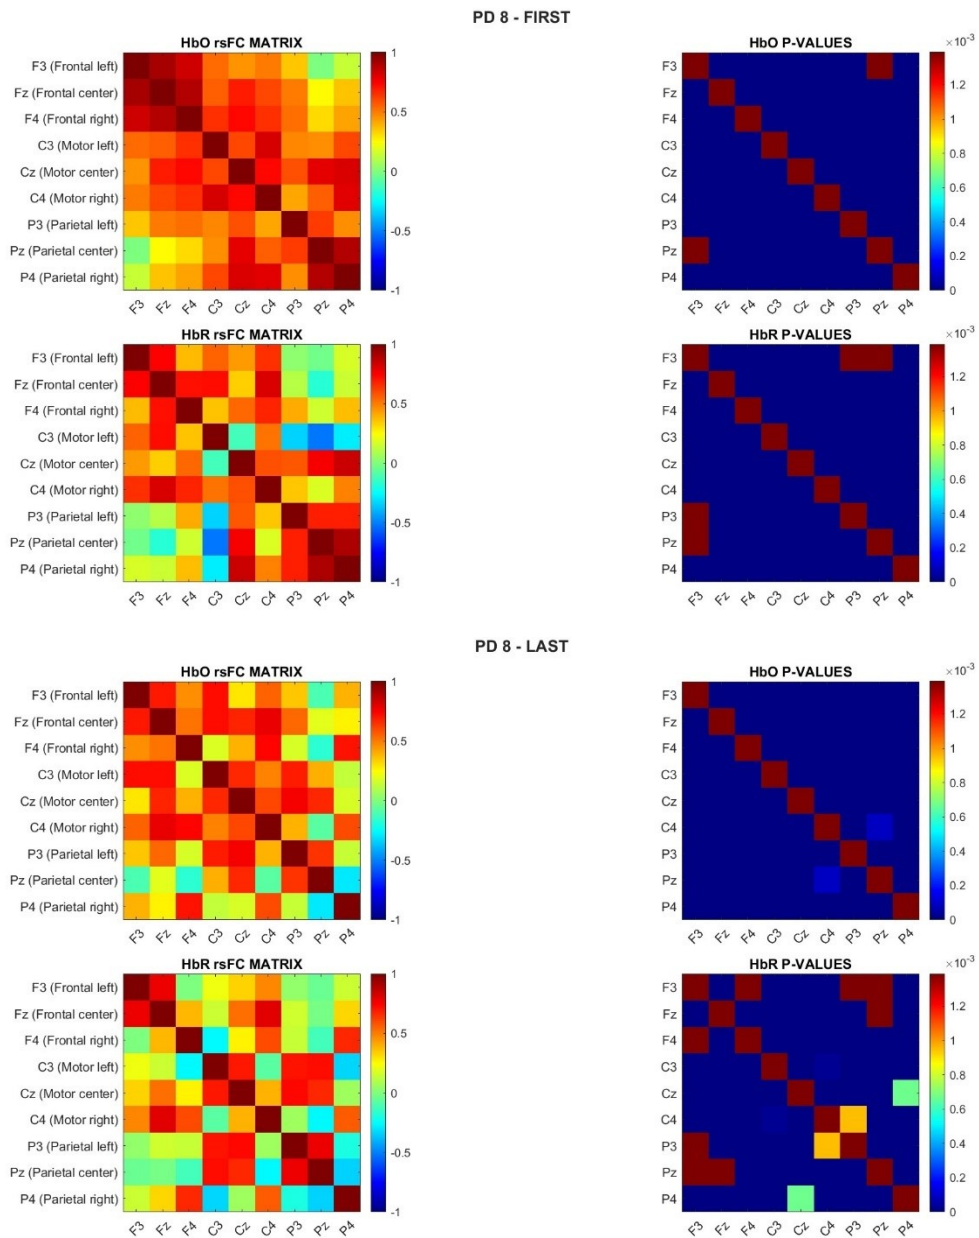 PD 8 - FIRST
HbO rsFC MATRIX
F3 (Frontal left)
Fz (Frontal center)
F4 (Frontal right)
C3 (Motor left)
Cz (Motor center)
C4 (Motor right)
P3 (Parietal left)
Pz (Parietal center)
P4 (Parietal right)
F3 Fz F4 C3 Cz C4 P3 Pz P4
1
0.5
0
-0.5
-1
HbO P-VALUES
F3
Fz
F4
C3
Cz
C4
P3
Pz
P4
F3 Fz F4 C3 Cz C4 P3 Pz P4
×10-3
1.2
1
0.8
0.6
0.4
0.2
0
HbR rsFC MATRIX
F3 (Frontal left)
Fz (Frontal center)
F4 (Frontal right)
C3 (Motor left)
Cz (Motor center)
C4 (Motor right)
P3 (Parietal left)
Pz (Parietal center)
P4 (Parietal right)
F3 Fz F4 C3 Cz C4 P3 Pz P4
1
0.5
0
-0.5
-1
HbR P-VALUES
F3
Fz
F4
C3
Cz
C4
P3
Pz
P4
F3 Fz F4 C3 Cz C4 P3 Pz P4
×10-3
1.2
1
0.8
0.6
0.4
0.2
0
PD 8 - LAST
HbO rsFC MATRIX
F3 (Frontal left)
Fz (Frontal center)
F4 (Frontal right)
C3 (Motor left)
Cz (Motor center)
C4 (Motor right)
P3 (Parietal left)
Pz (Parietal center)
P4 (Parietal right)
F3 Fz F4 C3 Cz C4 P3 Pz P4
1
0.5
0
-0.5
-1
HbO P-VALUES
F3
Fz
F4
C3
Cz
C4
P3
Pz
P4
F3 Fz F4 C3 Cz C4 P3 Pz P4
×10-3
1.2
1
0.8
0.6
0.4
0.2
0
HbR rsFC MATRIX
F3 (Frontal left)
Fz (Frontal center)
F4 (Frontal right)
C3 (Motor left)
Cz (Motor center)
C4 (Motor right)
P3 (Parietal left)
Pz (Parietal center)
P4 (Parietal right)
F3 Fz F4 C3 Cz C4 P3 Pz P4
1
0.5
0
-0.5
-1
HbR P-VALUES
F3
Fz
F4
C3
Cz
C4
P3
Pz
P4
F3 Fz F4 C3 Cz C4 P3 Pz P4
×10-3
1.2
1
0.8
0.6
0.4
0.2
0